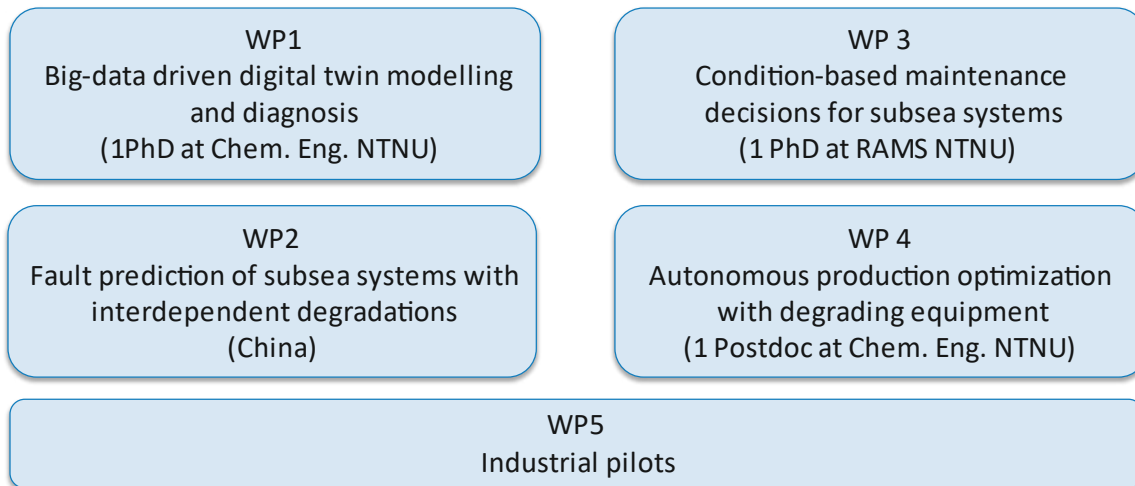 WP1
Big-data driven digital twin modelling
and diagnosis
(1PhD at Chem. Eng. NTNU)
WP 3
Condition-based maintenance
decisions for subsea systems
(1 PhD at RAMS NTNU)
WP2
Fault prediction of subsea systems with
interdependent degradations
(China)
WP 4
Autonomous production optimization
with degrading equipment
(1 Postdoc at Chem. Eng. NTNU)
WP5
Industrial pilots